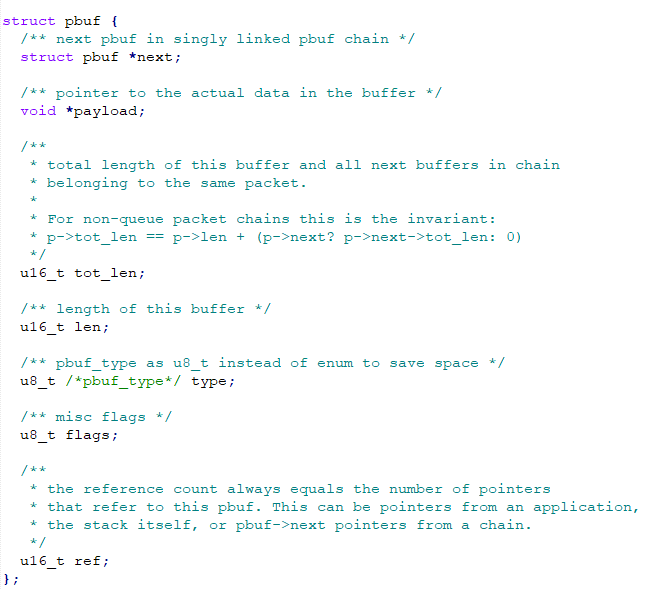 struct pbuf {
/** next pbuf in singly linked pbuf chain */
struct pbuf *next;
/** pointer to the actual data in the buffer */
void *payload;
/**
* total length of this buffer and all next buffers in chain
* belonging to the same packet.
*
* For non-queue packet chains this is the invariant:
* p->tot_len == p->len + (p->next? p->next->tot_len: 0)
*/
u16_t tot_len;
/** length of this buffer */
u16_t len;
/** pbuf_type as u8_t instead of enum to save space */
u8_t /*pbuf_type*/ type;
/** misc flags */
u8_t flags;
/**
* the reference count always equals the number of pointers
* that refer to this pbuf. This can be pointers from an application,
* the stack itself, or pbuf->next pointers from a chain.
*/
u16_t ref;
};